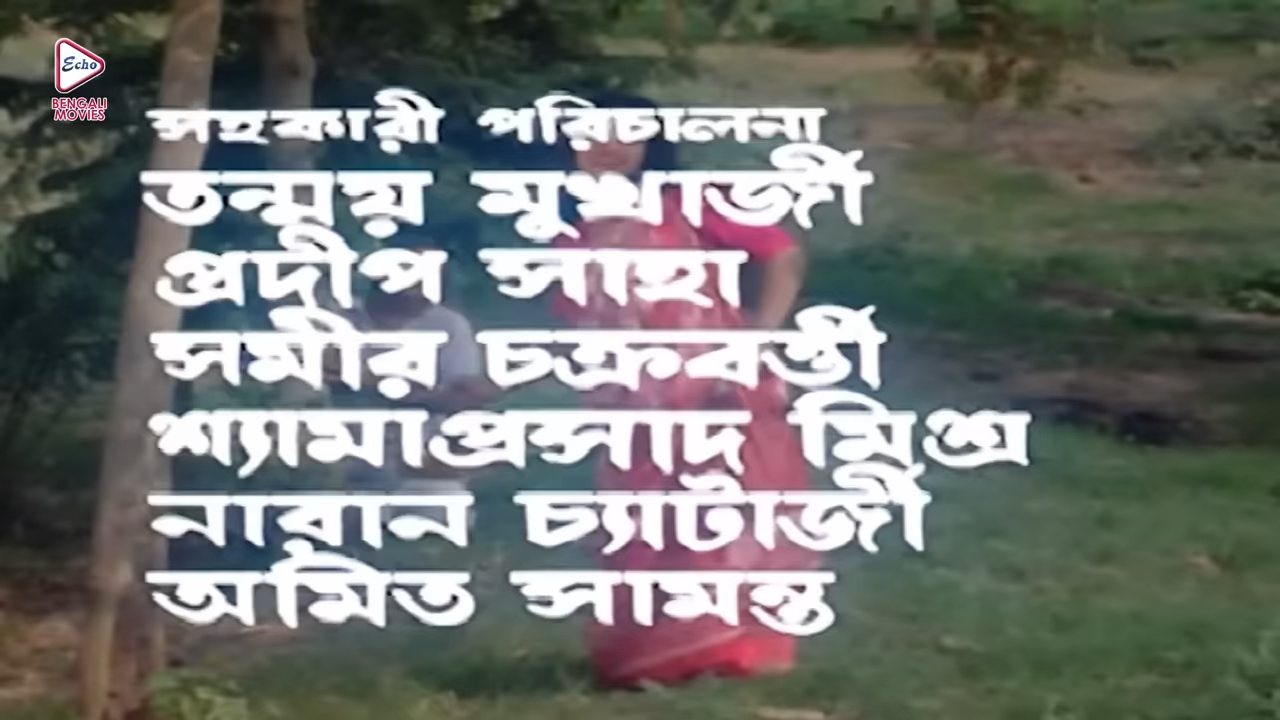 Echo
BENGALI
MOVIES
সহকারী পরিচালনা
তন্ময় মুখার্জী
প্রদীপ সাহা
সমীর চক্রবর্ত্তী
শ্যামাপ্রসাদ মিশ্র
নারান চ্যাটার্জী
অমিত সামন্ত